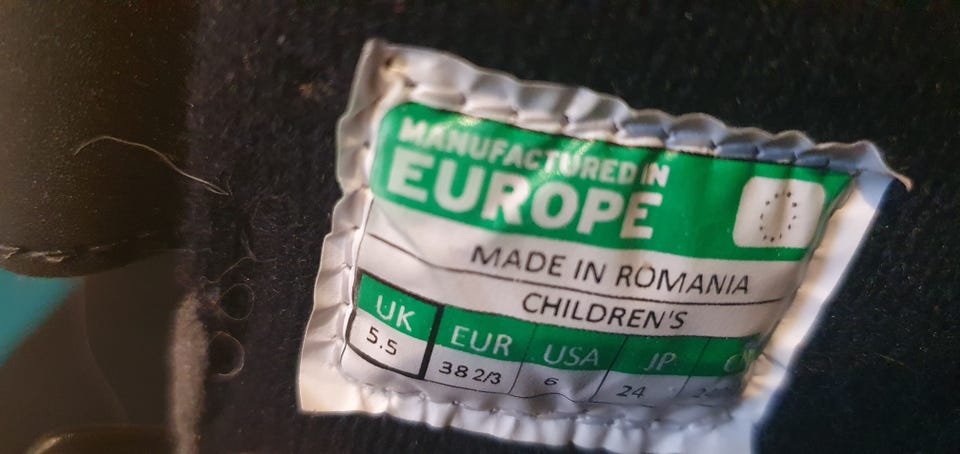 MANUFACTURED IN
EUROPE
MADE IN ROMANIA
CHILDREN'S
UK EUR USA JP
5.5 38 2/3 6 24